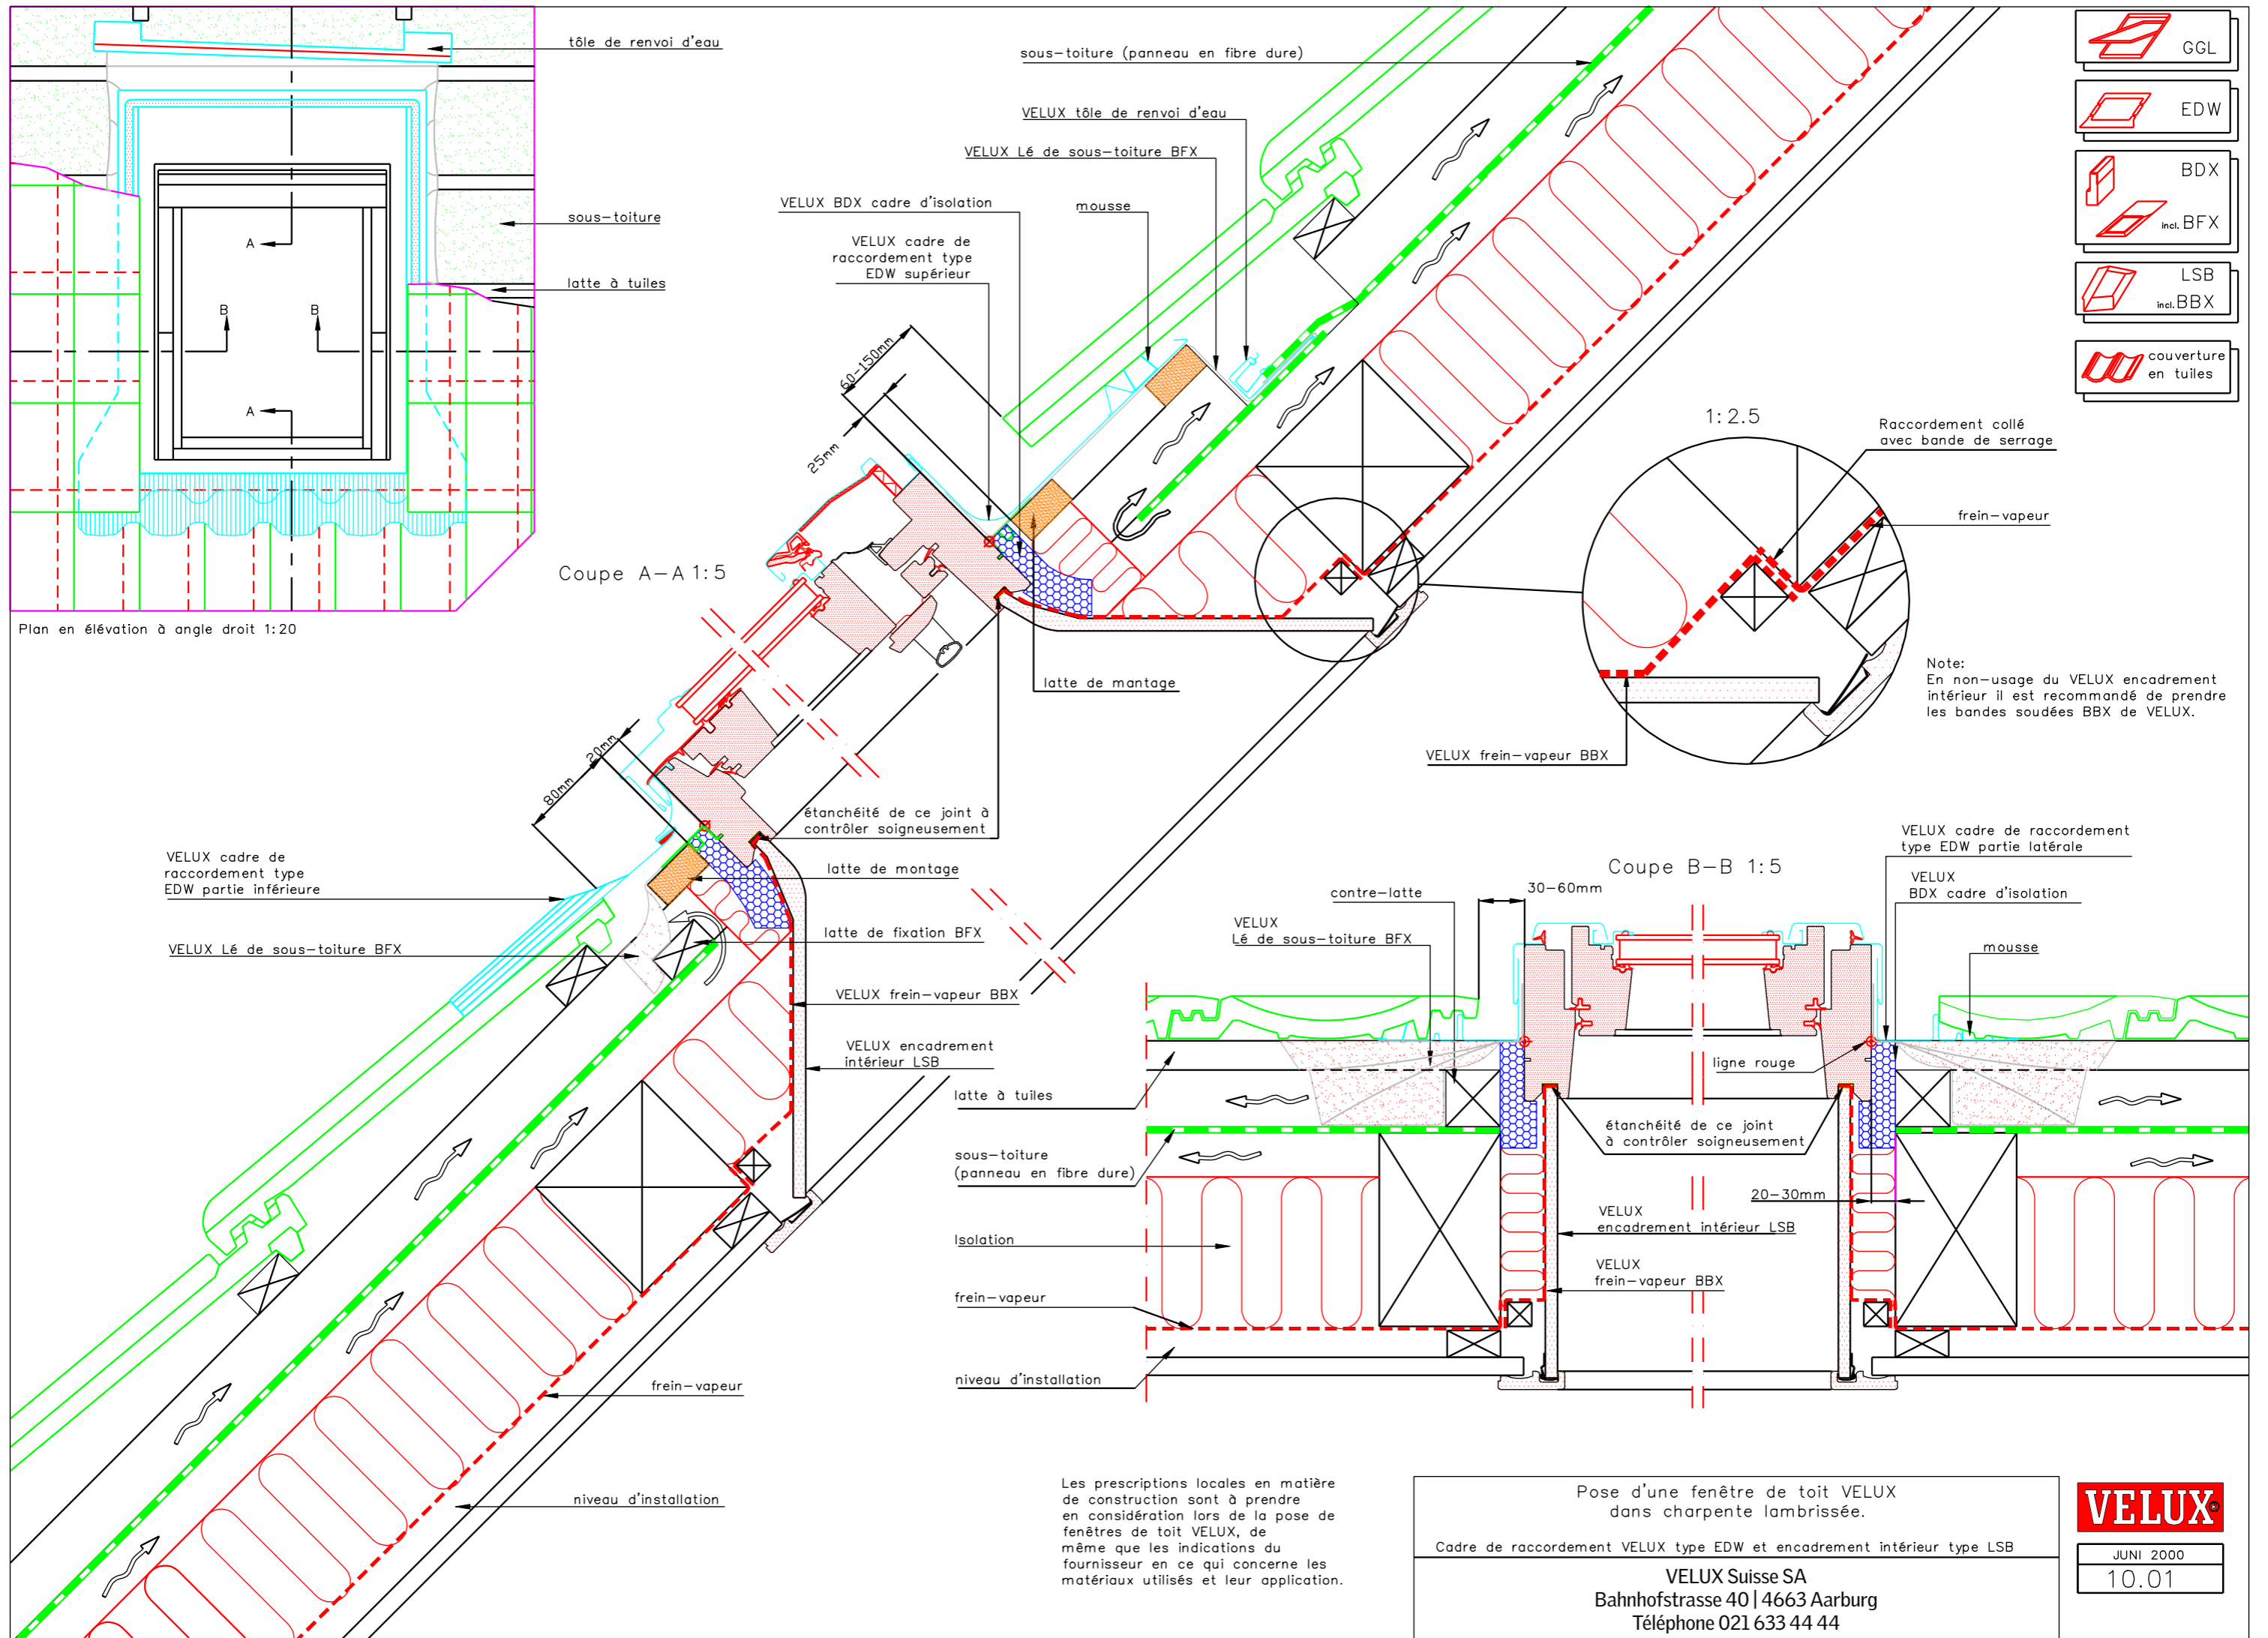 tôle de renvoi d'eau
sous-toiture
latte à tuiles
A
B
B
A
Plan en élévation à angle droit 1:20
sous-toiture (panneau en fibre dure)
VELUX tôle de renvoi d'eau
VELUX Lé de sous-toiture BFX
VELUX BDX cadre d'isolation
mousse
VELUX cadre de
raccordement type
EDW supérieur
60-150mm
25mm
Coupe A-A 1:5
latte de mantage
GGL
EDW
BDX
incl. BFX
LSB
incl. BBX
couverture
en tuiles
1:2.5
Raccordement collé
avec bande de serrage
frein-vapeur
Note:
En non-usage du VELUX encadrement
intérieur il est recommandé de prendre
les bandes soudées BBX de VELUX.
VELUX frein-vapeur BBX
20mm
80mm
étanchéité de ce joint à
contrôler soigneusement
VELUX cadre de
raccordement type
EDW partie inférieure
latte de montage
latte de fixation BFX
VELUX Lé de sous-toiture BFX
VELUX frein-vapeur BBX
VELUX encadrement
intérieur LSB
frein-vapeur
niveau d'installation
Coupe B-B 1:5
VELUX cadre de raccordement
type EDW partie latérale
VELUX
BDX cadre d'isolation
contre-latte
30-60mm
VELUX
Lé de sous-toiture BFX
mousse
ligne rouge
latte à tuiles
étanchéité de ce joint
à contrôler soigneusement
sous-toiture
(panneau en fibre dure)
20-30mm
VELUX
encadrement intérieur LSB
Isolation
VELUX
frein-vapeur BBX
frein-vapeur
niveau d'installation
Les prescriptions locales en matière
de construction sont à prendre
en considération lors de la pose de
fenêtres de toit VELUX, de
même que les indications du
fournisseur en ce qui concerne les
matériaux utilisés et leur application.
Pose d'une fenêtre de toit VELUX
dans charpente lambrissée.
Cadre de raccordement VELUX type EDW et encadrement intérieur type LSB
VELUX Suisse SA
Bahnhofstrasse 40 | 4663 Aarburg
Téléphone 021 633 44 44
VELUX®
JUNI 2000
10.01